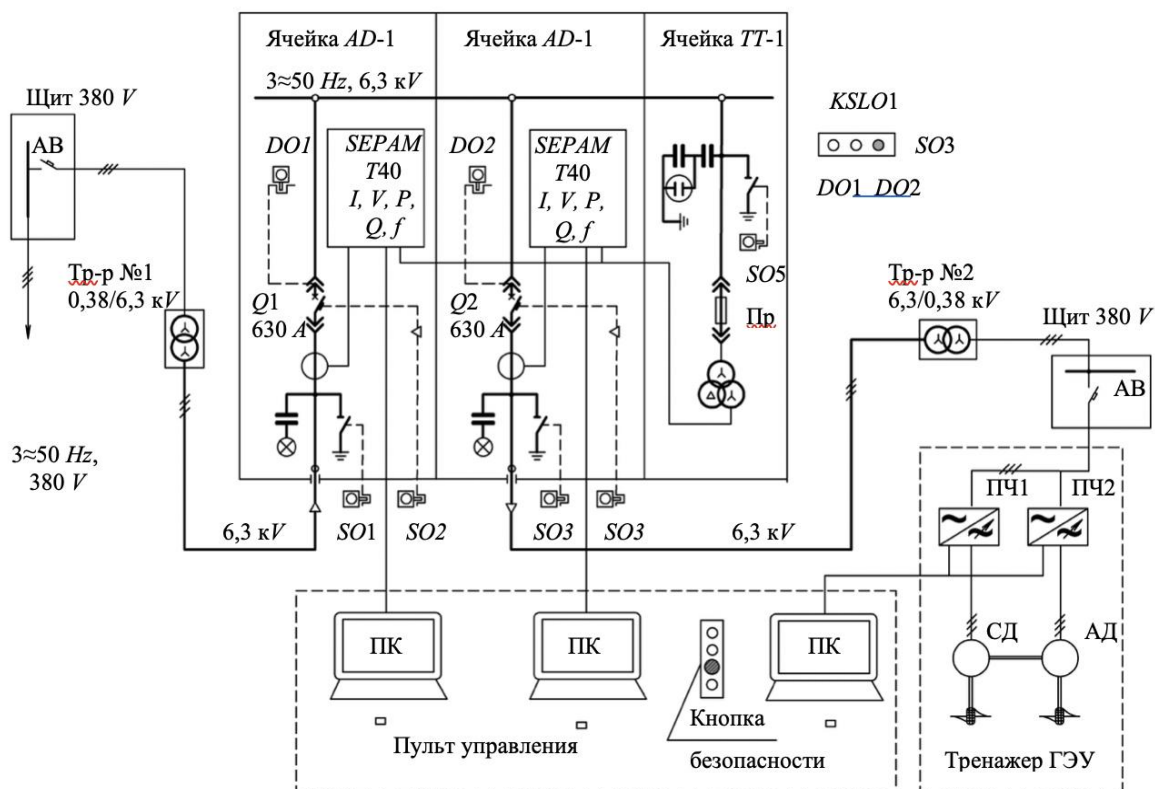 Ячейка AD-1
Ячейка AD-1
Ячейка TT-1
3≈50 Hz, 6,3 кV
Щит 380 V
АВ
DO1
SEPAM
T40
I, V, P,
Q, f
DO2
SEPAM
T40
I, V, P,
Q, f
KSLO1
SO3
DO1 DO2
Тр-р №1
0,38/6,3 кV
Q1
630 A
Q2
630 A
SO5
Пр
Тр-р №2
6,3/0,38 кV
Щит 380 V
АВ
3≈50 Hz,
380 V
6,3 кV
SO1
SO2
SO3
SO3
6,3 кV
ПЧ1
ПЧ2
ПК
ПК
ПК
СД
АД
Кнопка
безопасности
Пульт управления
Тренажер ГЭУ